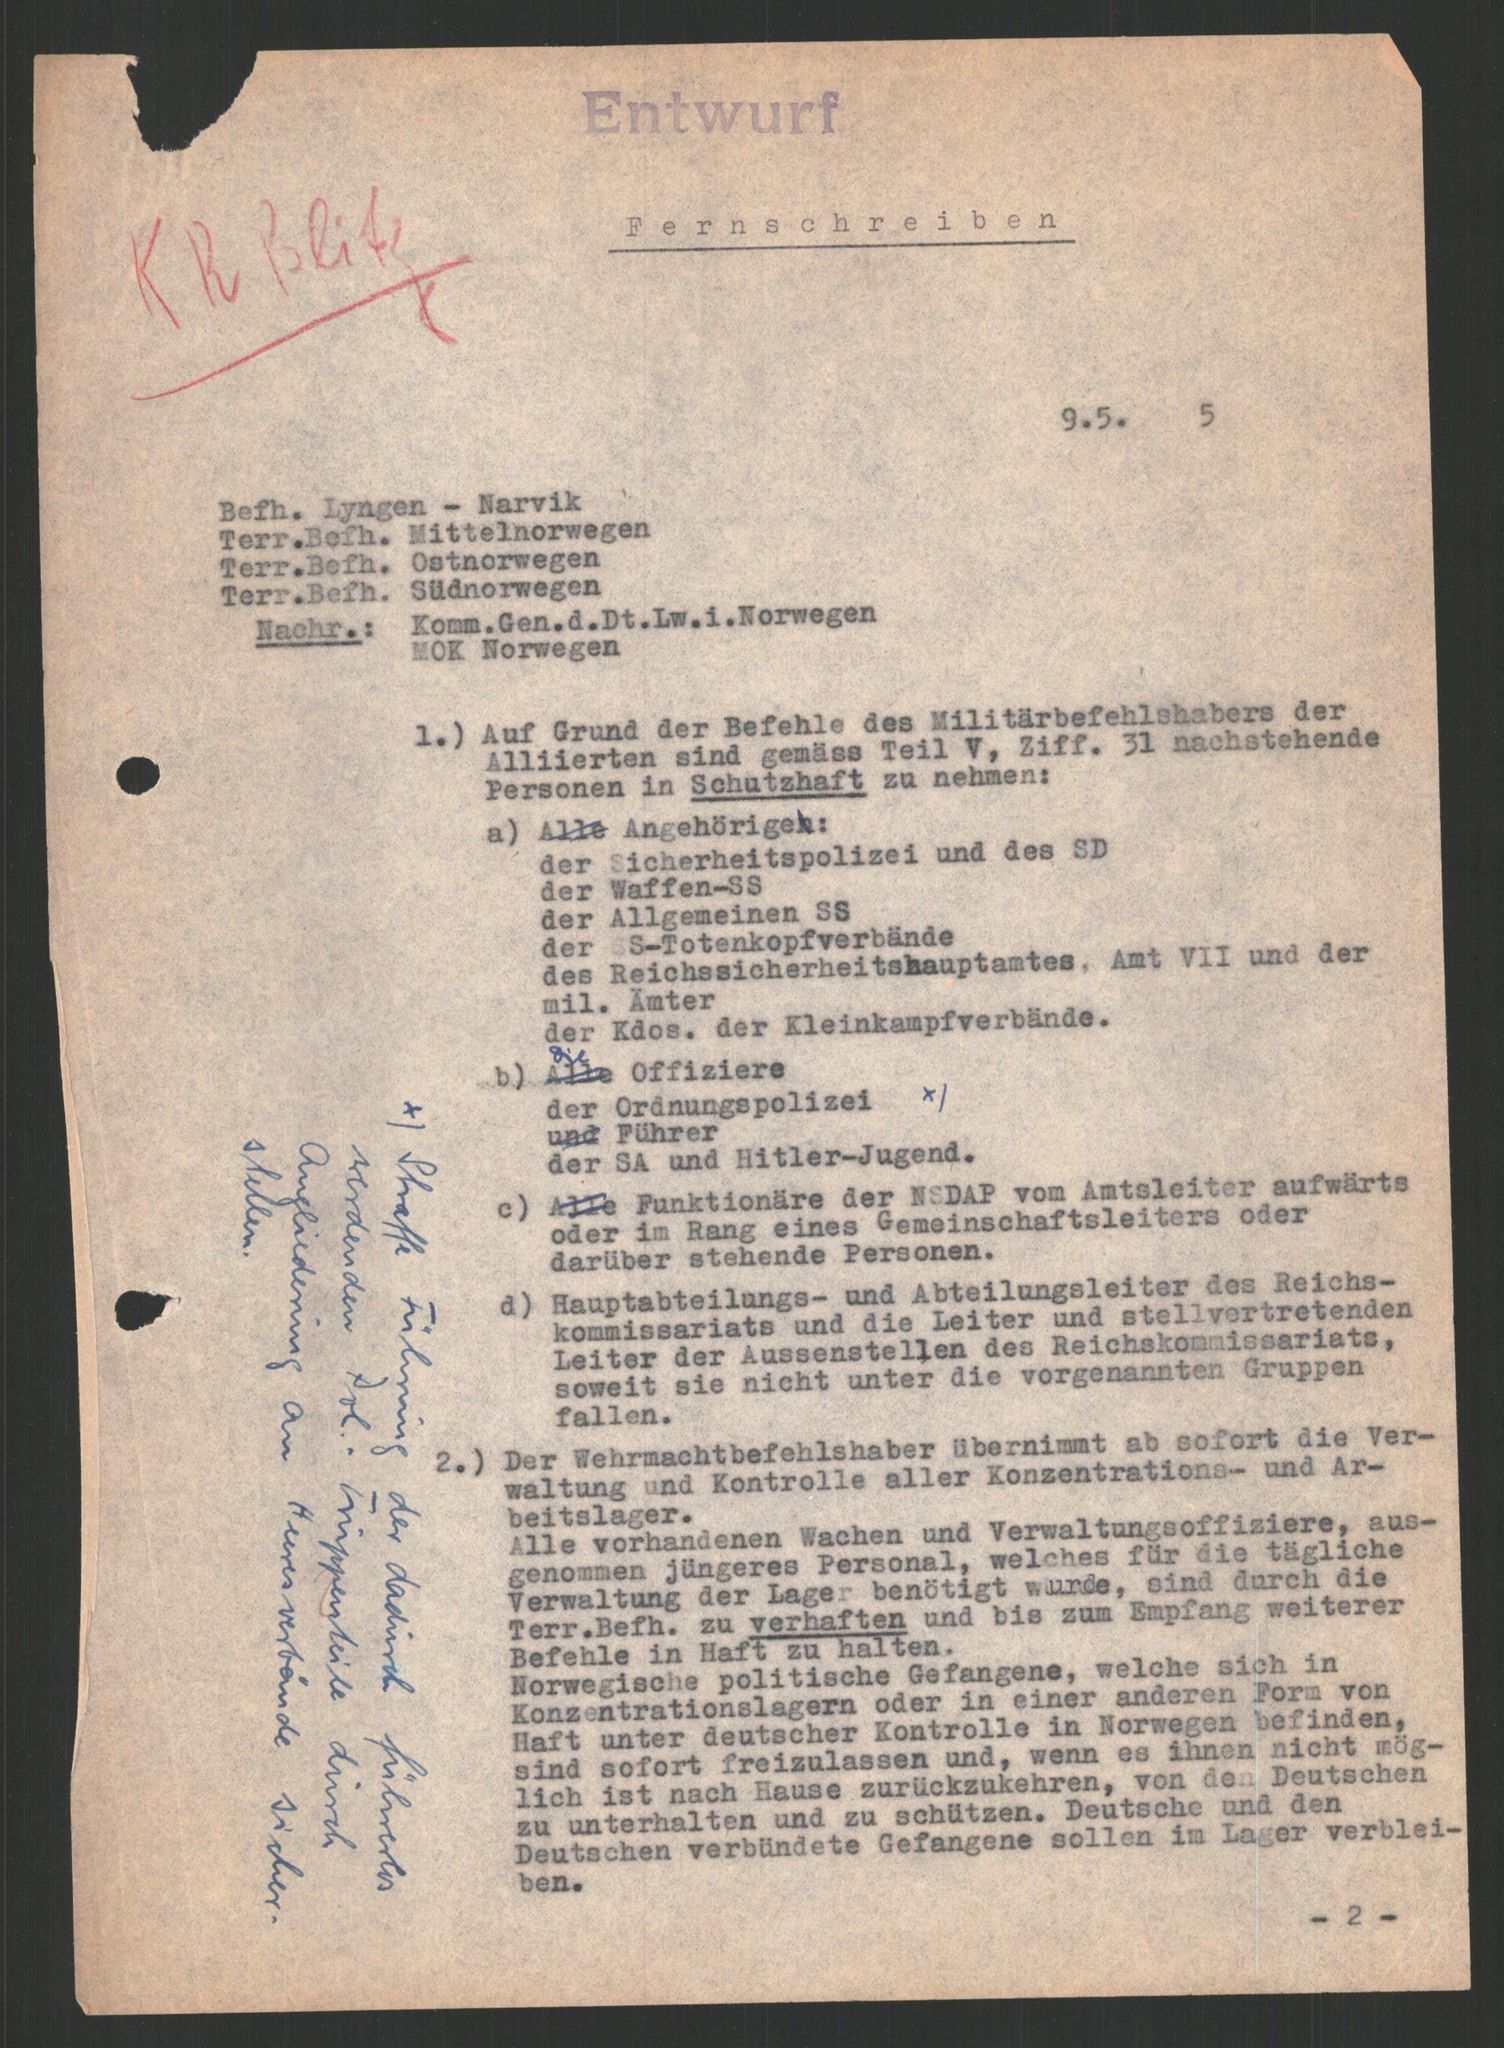 Entwurf
Fernschreiben
KR Blitz
9.5. 5
Befh. Lyngen - Narvik
Terr.Befh. Mittelnorwegen
Terr.Befh. Ostnorwegen
Terr.Befh. Südnorwegen
Nachr.: Komm.Gen.d.Dt.Lw.i.Norwegen
MOK Norwegen
1.) Auf Grund der Befehle des Militärbefehlshabers der
Alliierten sind gemäss Teil V, Ziff. 31 nachstehende
Personen in Schutzhaft zu nehmen:
a) Alle Angehörigen:
der Sicherheitspolizei und des SD
der Waffen-SS
der Allgemeinen SS
der SS-Totenkopfverbände
des Reichssicherheitshauptamtes, Amt VII und der
mil. Ämter
der Kdos. der Kleinkampfverbände.
die
b) Alle Offiziere
der Ordnungspolizei x)
und Führer
der SA und Hitler-Jugend.
c) Alle Funktionäre der NSDAP vom Amtsleiter aufwärts
oder im Rang eines Gemeinschaftsleiters oder
darüber stehende Personen.
d) Hauptabteilungs- und Abteilungsleiter des Reichs-
kommissariats und die Leiter und stellvertretenden
Leiter der Aussenstellen des Reichskommissariats,
soweit sie nicht unter die vorgenannten Gruppen
fallen.
2.) Der Wehrmachtbefehlshaber übernimmt ab sofort die Ver-
waltung und Kontrolle aller Konzentrations- und Ar-
beitslager.
Alle vorhandenen Wachen und Verwaltungsoffiziere, aus-
genommen jüngeres Personal, welches für die tägliche
Verwaltung der Lager benötigt wurde, sind durch die
Terr.Befh. zu verhaften und bis zum Empfang weiterer
Befehle in Haft zu halten.
Norwegische politische Gefangene, welche sich in
Konzentrationslagern oder in einer anderen Form von
Haft unter deutscher Kontrolle in Norwegen befinden,
sind sofort freizulassen und, wenn es ihnen nicht mög-
lich ist nach Hause zurückzukehren, von den Deutschen
zu unterhalten und zu schützen. Deutsche und den
Deutschen verbündete Gefangene sollen im Lager verblei-
ben.
- 2 -
x) Straffe Führung der dadurch führerlos
werdenden Pol.-Truppenteile durch
Angliederung an Heeresverbände sicher-
stellen.